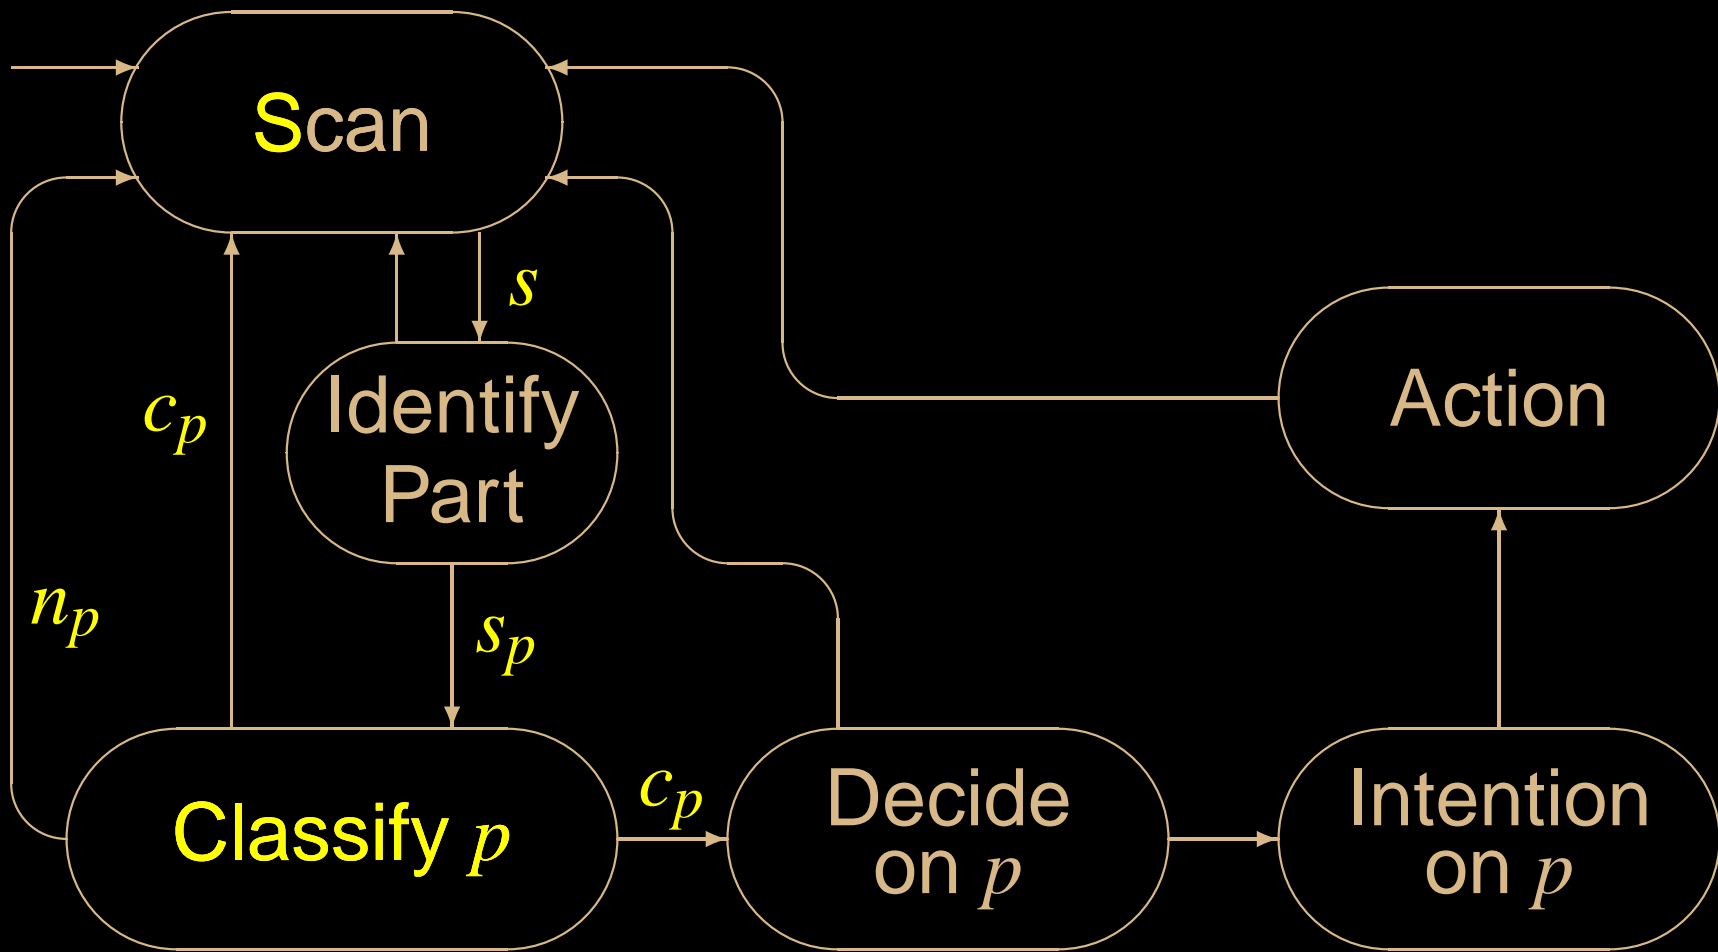 Scan
s
Identify
Part
Action
c_p
n_p
s_p
c_p
Classify p
Decide
on p
Intention
on p